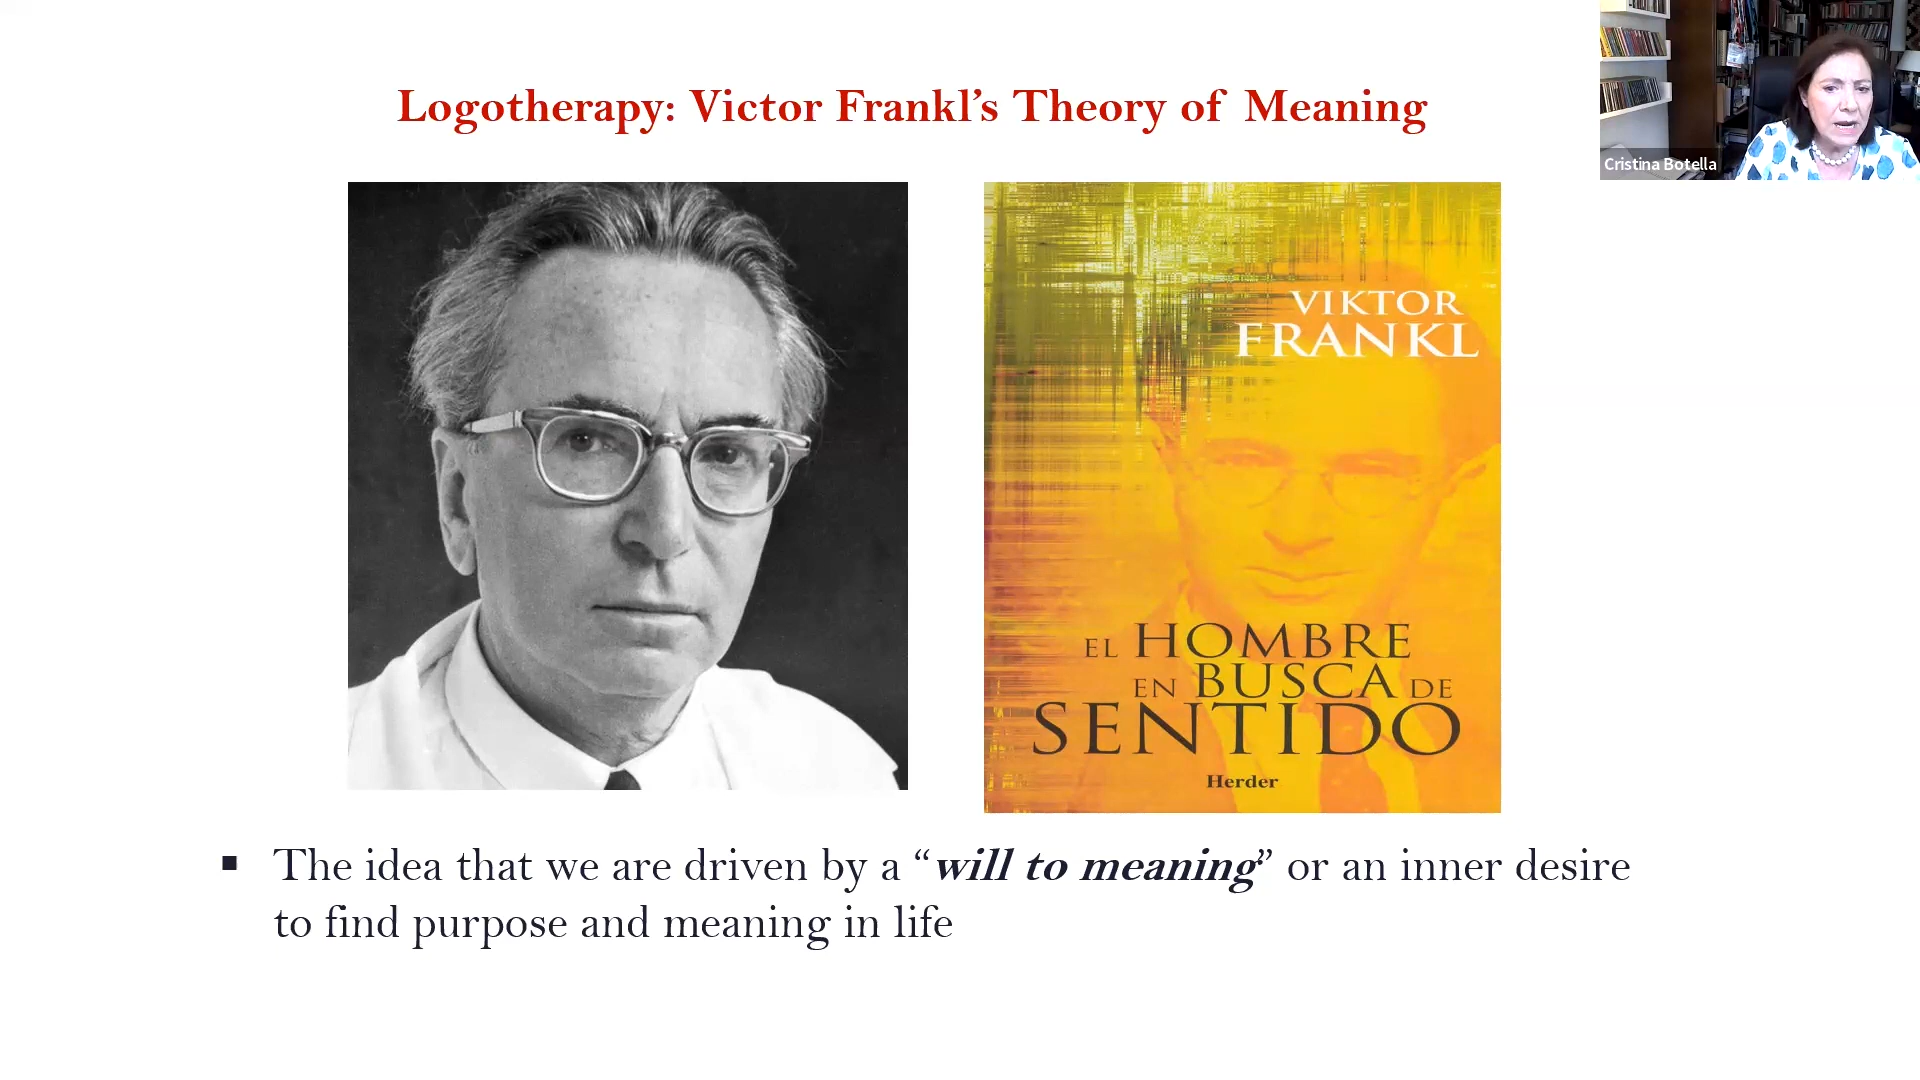 Logotherapy: Victor Frankl’s Theory of Meaning
Cristina Botella
VIKTOR
FRANKL
EL HOMBRE
EN BUSCA DE
SENTIDO
Herder
▪ The idea that we are driven by a “will to meaning” or an inner desire
to find purpose and meaning in life